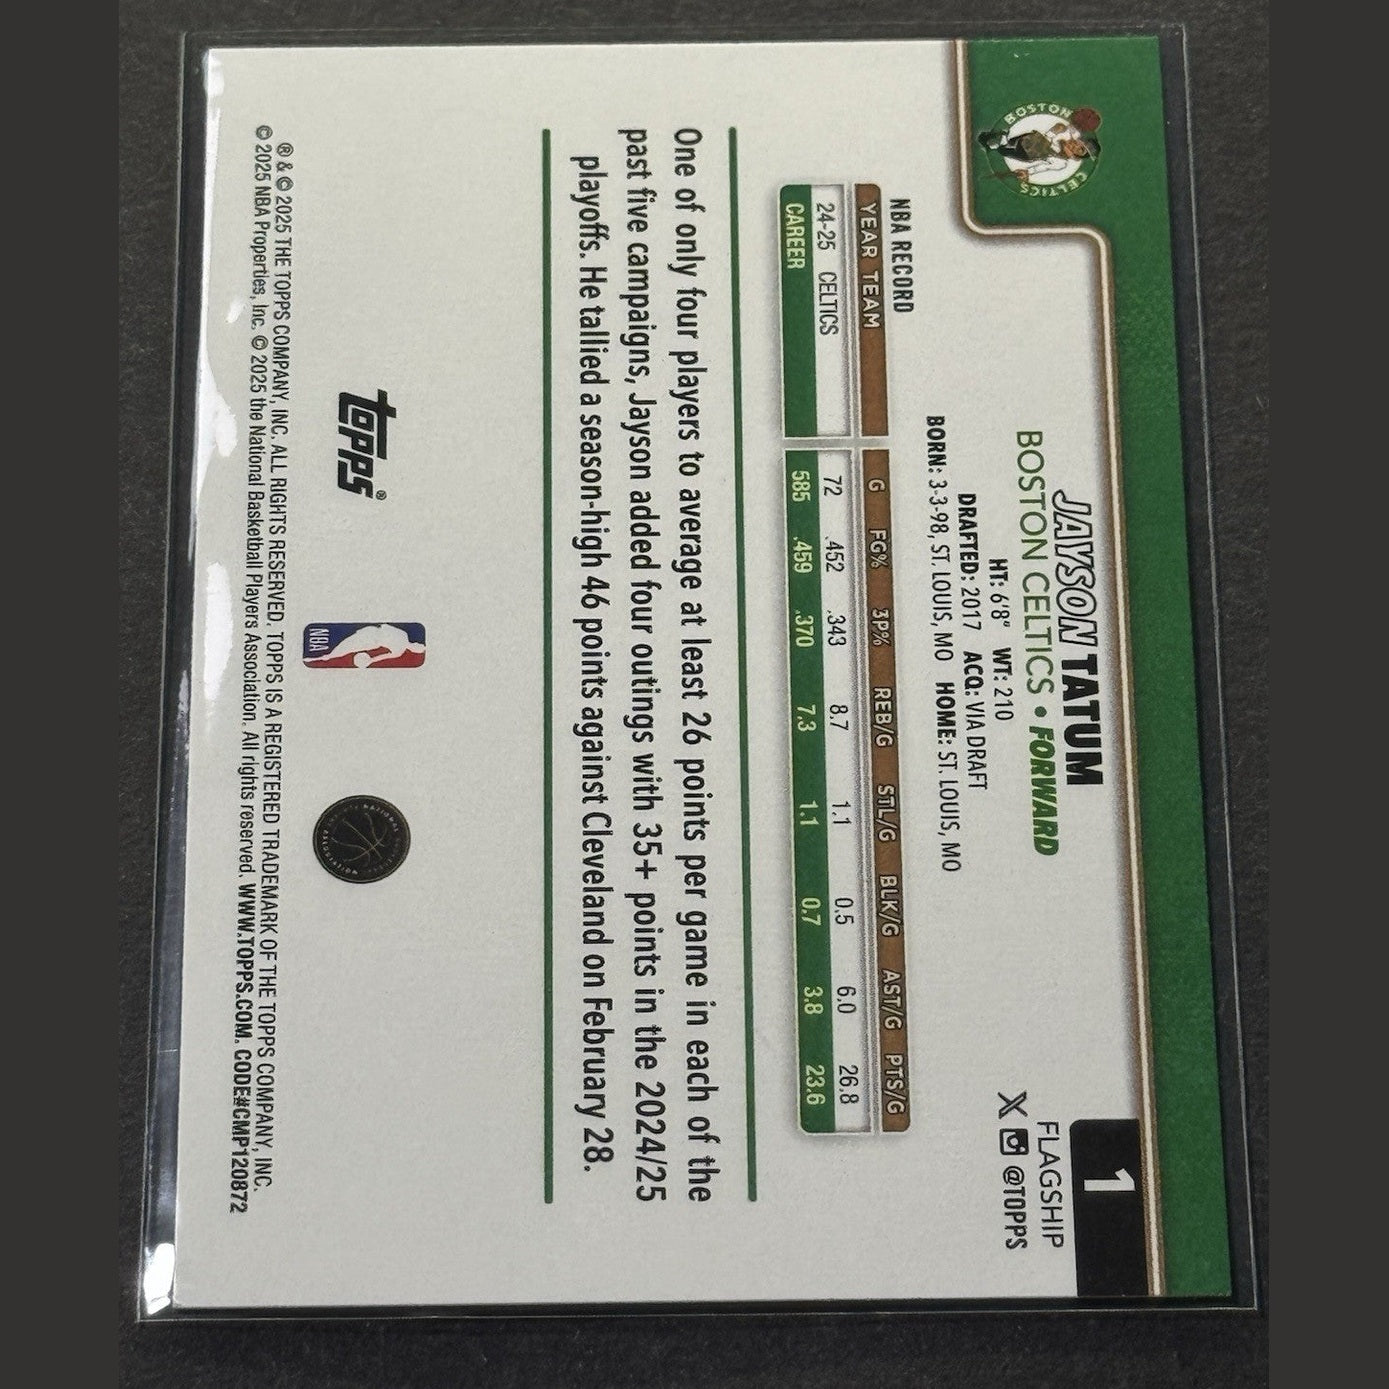 BOSTON
CELTICS
JAYSON TATUM
BOSTON CELTICS • FORWARD
HT: 6'8" WT: 210
DRAFTED: 2017 ACQ: VIA DRAFT
BORN: 3-3-98, ST. LOUIS, MO HOME: ST. LOUIS, MO
1
FLAGSHIP
X @TOPPS
NBA RECORD
YEAR TEAM G FG% 3P% REB/G STL/G BLK/G AST/G PTS/G
24-25 CELTICS 72 .452 .343 8.7 1.1 0.5 6.0 26.8
CAREER 585 .459 .370 7.3 1.1 0.7 3.8 23.6
One of only four players to average at least 26 points per game in each of the
past five campaigns, Jayson added four outings with 35+ points in the 2024/25
playoffs. He tallied a season-high 46 points against Cleveland on February 28.
topps®
NBA
® & © 2025 THE TOPPS COMPANY, INC. ALL RIGHTS RESERVED. TOPPS IS A REGISTERED TRADEMARK OF THE TOPPS COMPANY, INC.
© 2025 NBA Properties, Inc. © 2025 the National Basketball Players Association. All rights reserved. WWW.TOPPS.COM. CODE#CMP120872